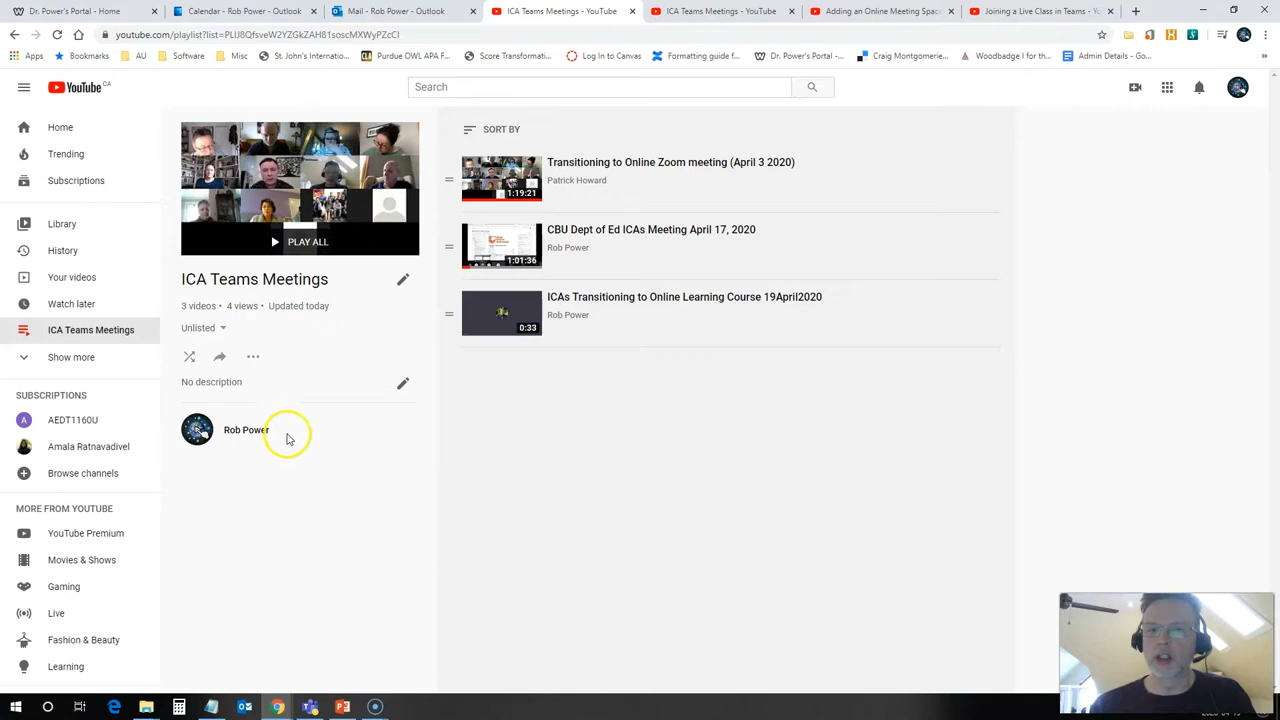 Dr. Power's Portal - Home
Calendar - Rob Power - Outlook
Mail - Rob Power - Outlook
ICA Teams Meetings - YouTube
ICA Teams Meetings - YouTube
Adding an Online Meeting Spac
Joining a Live Class in Teams - Yo
youtube.com/playlist?list=PLIJ8QfsveW2YZGkZAH81soscMXWyPZcCl
Apps
Bookmarks
AU
Software
Misc
St. John's Internatio...
Purdue OWL APA F...
Score Transformati...
Log In to Canvas
Formatting guide f...
Dr. Power's Portal -...
Craig Montgomerie...
Woodbadge I for th...
Admin Details - Go...
YouTube CA
Search
Home
Trending
Subscriptions
Library
History
Your videos
Watch later
ICA Teams Meetings
Show more
SUBSCRIPTIONS
A AEDT1160U
Amala Ratnavadivel
Browse channels
MORE FROM YOUTUBE
YouTube Premium
Movies & Shows
Gaming
Live
Fashion & Beauty
Learning
PLAY ALL
ICA Teams Meetings
3 videos • 4 views • Updated today
Unlisted
No description
Rob Power
SORT BY
Transitioning to Online Zoom meeting (April 3 2020)
Patrick Howard
1:19:21
CBU Dept of Ed ICAs Meeting April 17, 2020
Rob Power
1:01:36
ICAs Transitioning to Online Learning Course 19April2020
Rob Power
0:33